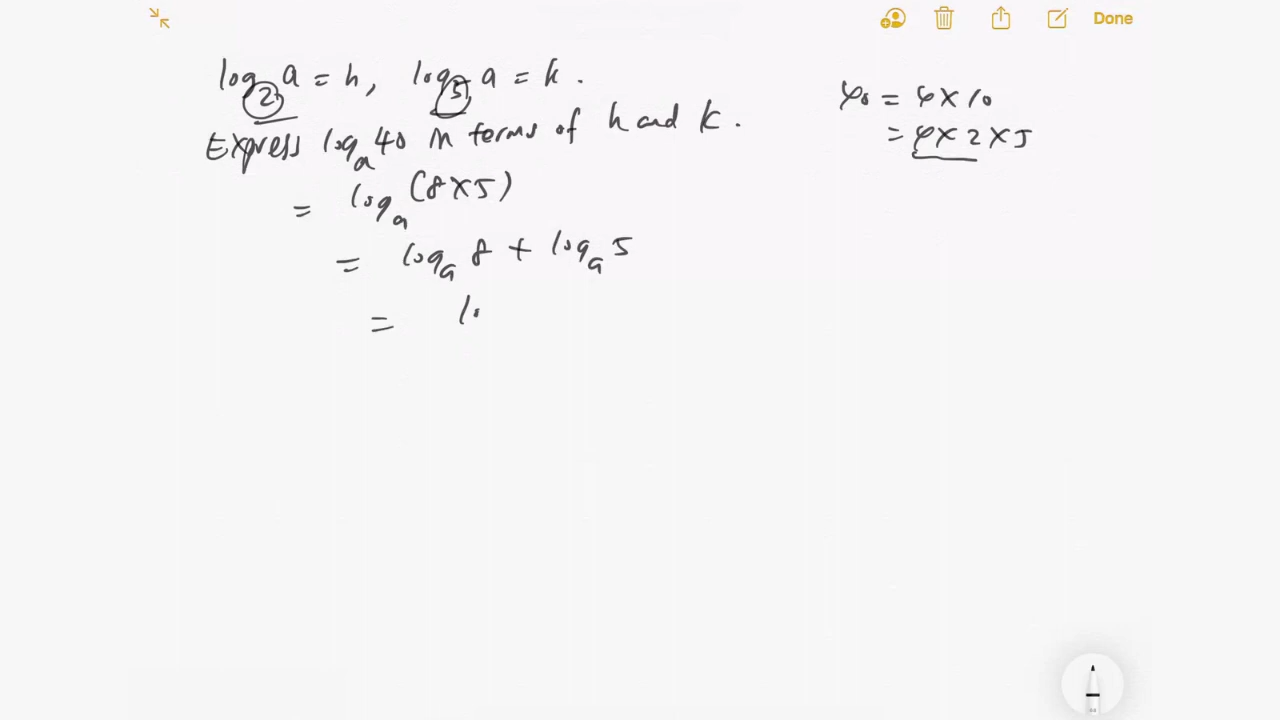 Done
log₂ a = h, log₅ a = k.
Express logₐ 40 in terms of h and k.
= logₐ (8×5)
= logₐ 8 + logₐ 5
= lo
40 = 4×10
= 4×2×5